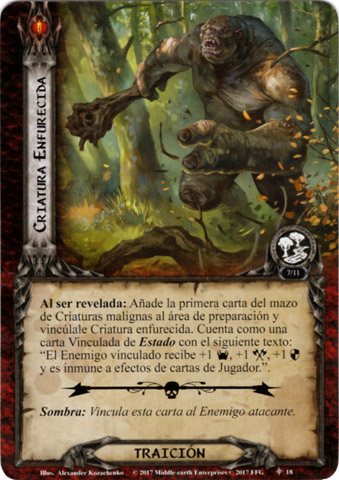 CRIATURA ENFURECIDA
7/11
Al ser revelada: Añade la primera carta del mazo
de Criaturas malignas al área de preparación y
vincúlale Criatura enfurecida. Cuenta como una
carta Vinculada de Estado con el siguiente texto:
“El Enemigo vinculado recibe +1 , +1 , +1
y es inmune a efectos de cartas de Jugador.”.
Sombra: Vincula esta carta al Enemigo atacante.
TRAICIÓN
Illus. Alexander Kozachenko © 2017 Middle-earth Enterprises © 2017 FFG 18